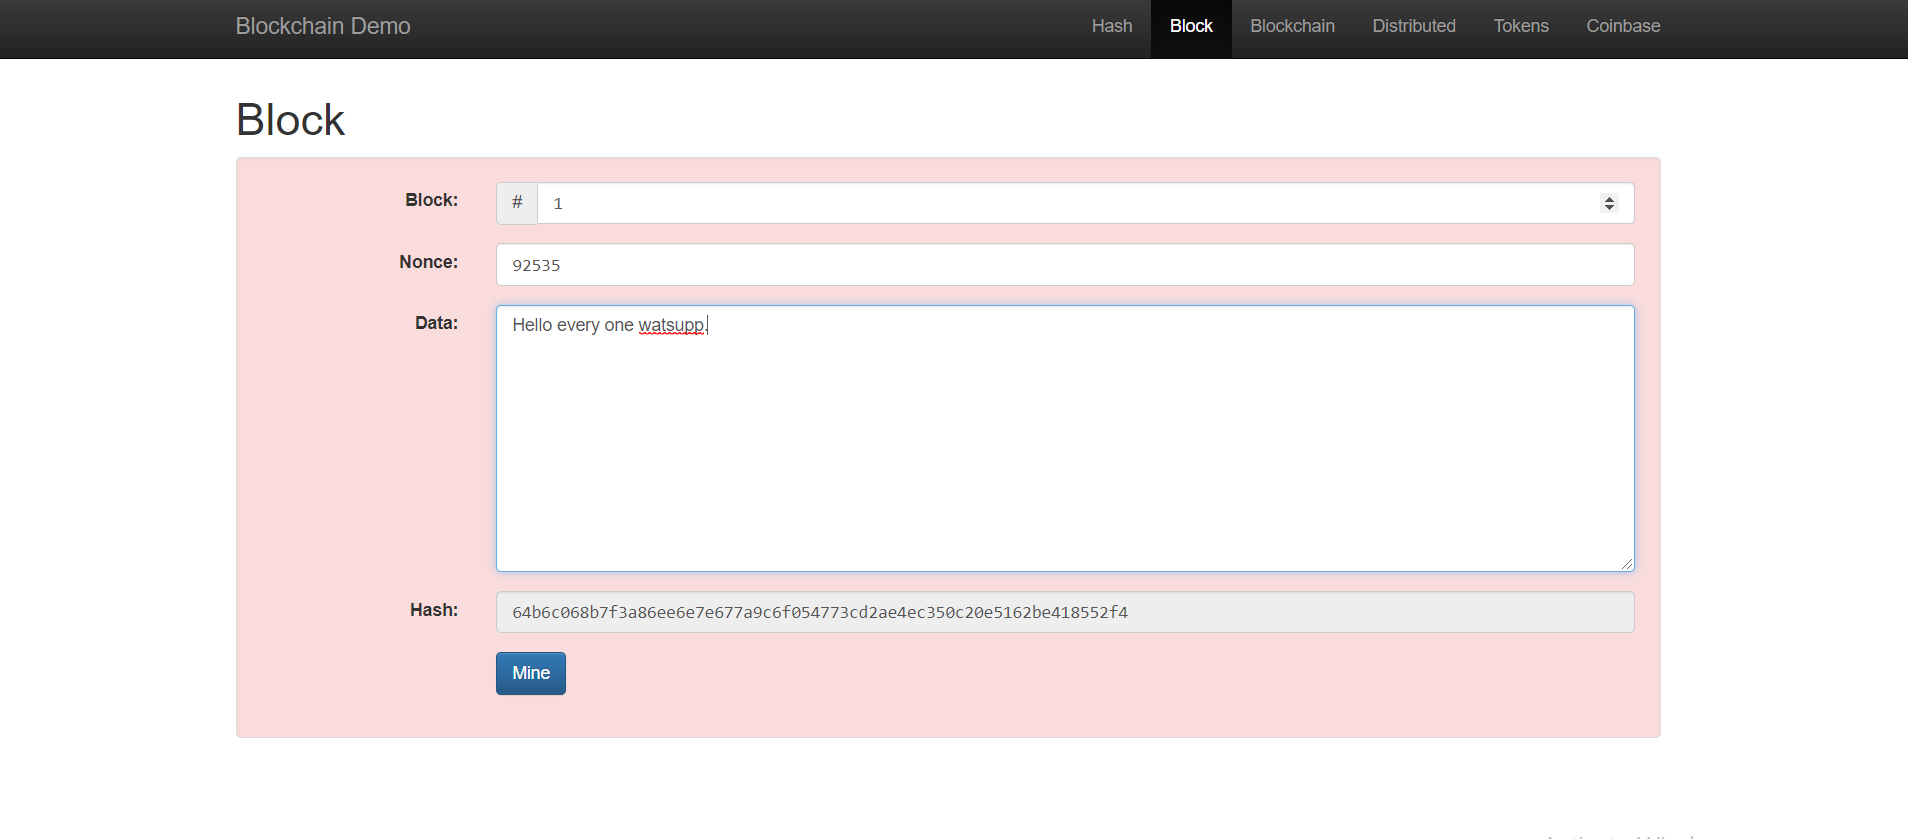 Blockchain Demo Hash Block Blockchain Distributed Tokens Coinbase
Block
Block: # 1
Nonce: 92535
Data: Hello every one watsupp.
Hash: 64b6c068b7f3a86ee6e7e677a9c6f054773cd2ae4ec350c20e5162be418552f4
Mine